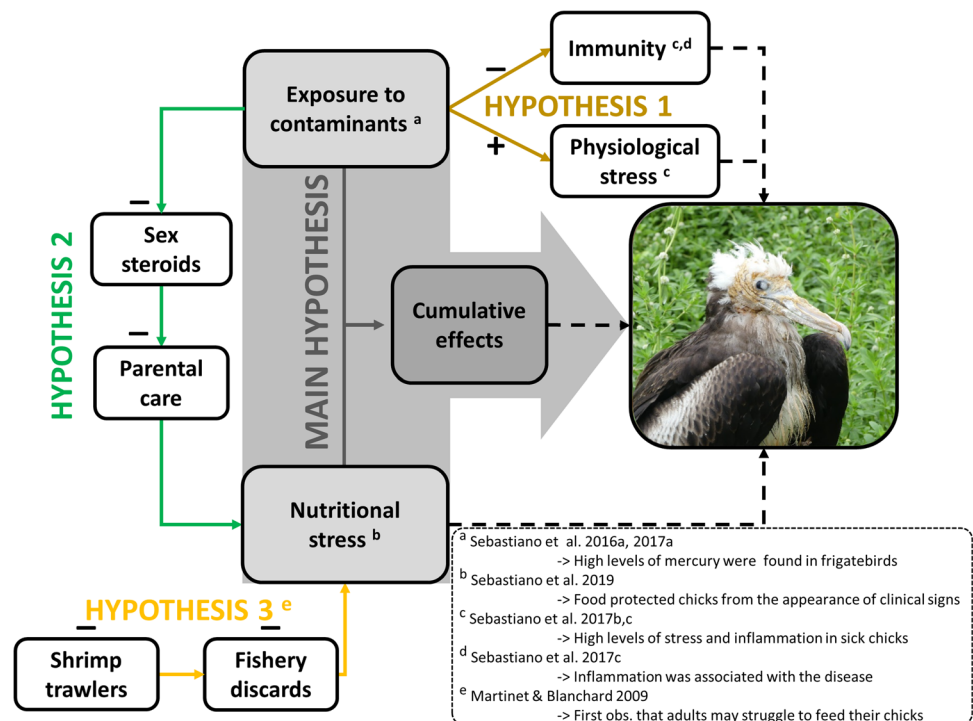 Exposure to
contaminants a
−
+
HYPOTHESIS 1
Immunity c,d
Physiological
stress c
HYPOTHESIS 2
−
Sex
steroids
−
Parental
care
MAIN HYPOTHESIS
Cumulative
effects
Nutritional
stress b
HYPOTHESIS 3 e
−
Shrimp
trawlers
−
Fishery
discards
a Sebastiano et al. 2016a, 2017a
-> High levels of mercury were found in frigatebirds
b Sebastiano et al. 2019
-> Food protected chicks from the appearance of clinical signs
c Sebastiano et al. 2017b,c
-> High levels of stress and inflammation in sick chicks
d Sebastiano et al. 2017c
-> Inflammation was associated with the disease
e Martinet & Blanchard 2009
-> First obs. that adults may struggle to feed their chicks